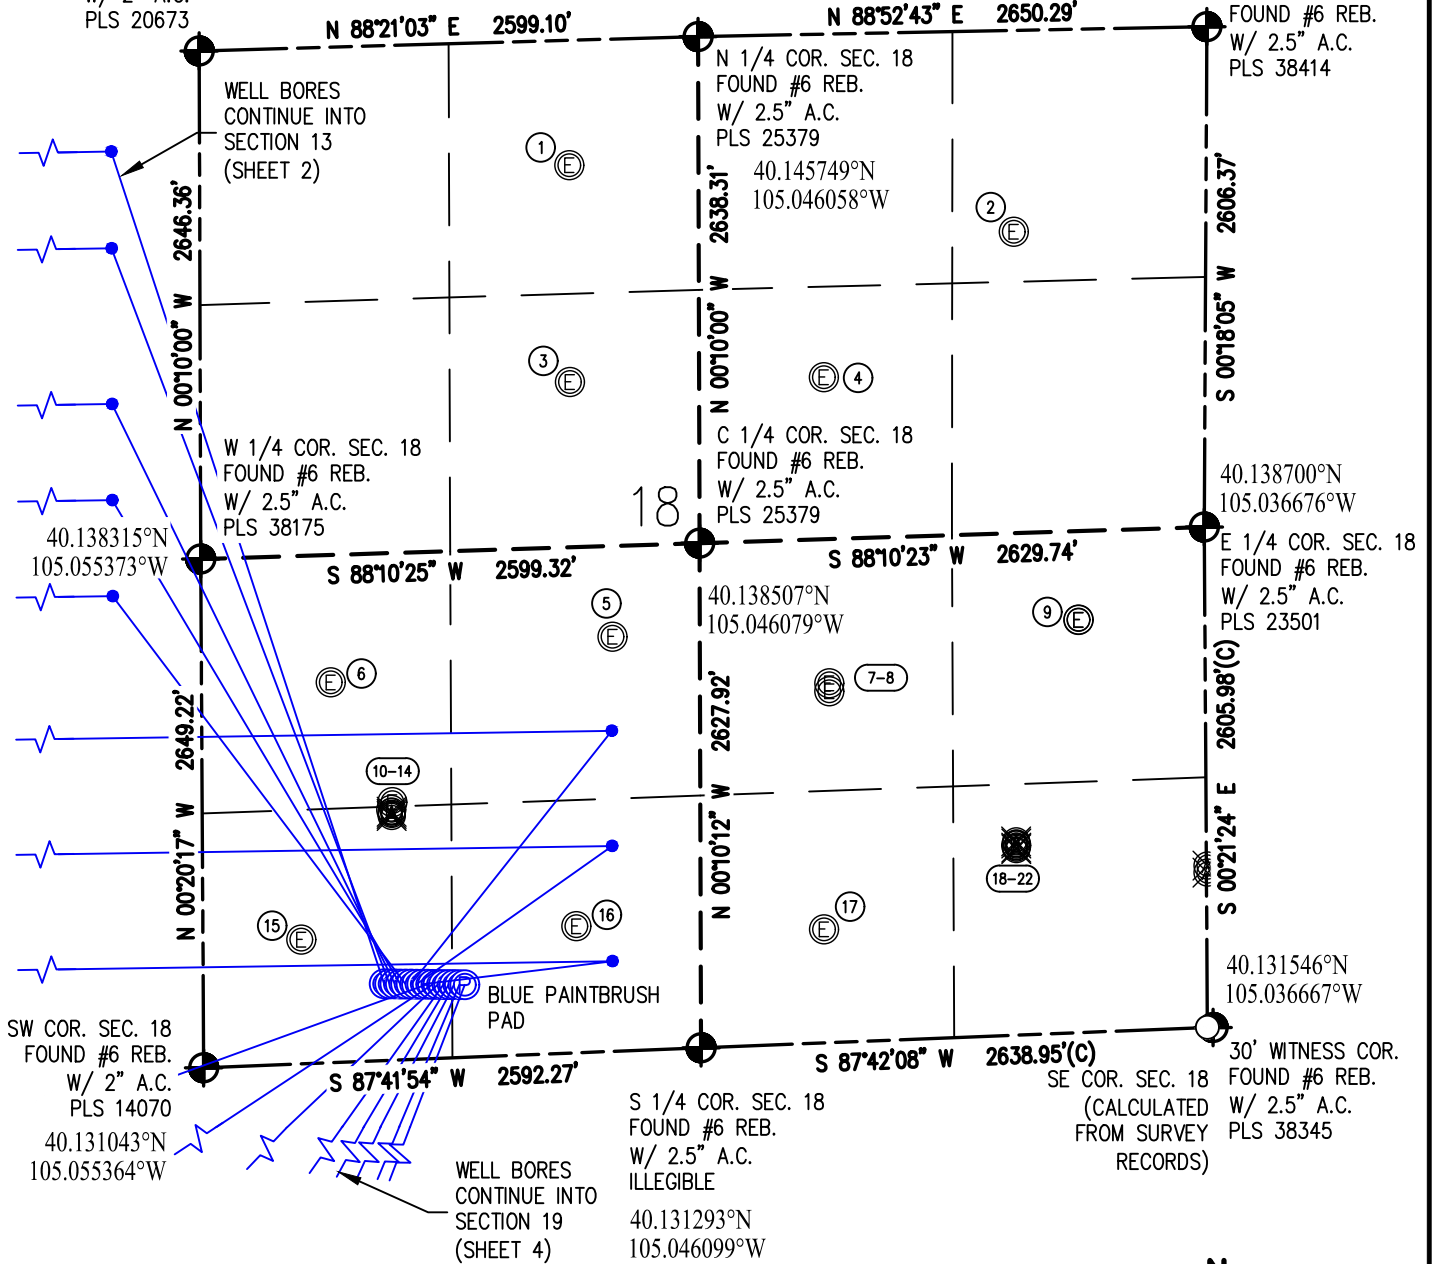 PLS 20673
N 88°21'03" E 2599.10'
N 88°52'43" E 2650.29'
FOUND #6 REB.
W/ 2.5" A.C.
PLS 38414
WELL BORES
CONTINUE INTO
SECTION 13
(SHEET 2)
N 1/4 COR. SEC. 18
FOUND #6 REB.
W/ 2.5" A.C.
PLS 25379
40.145749°N
105.046058°W
1
E
2
E
N 00°10'00" W 2646.36'
N 00°10'00" W 2638.31'
S 00°18'05" W 2606.37'
3
E
E
4
W 1/4 COR. SEC. 18
FOUND #6 REB.
W/ 2.5" A.C.
PLS 38175
40.138315°N
105.055373°W
18
C 1/4 COR. SEC. 18
FOUND #6 REB.
W/ 2.5" A.C.
PLS 25379
40.138700°N
105.036676°W
E 1/4 COR. SEC. 18
FOUND #6 REB.
W/ 2.5" A.C.
PLS 23501
S 88°10'25" W 2599.32'
S 88°10'23" W 2629.74'
40.138507°N
105.046079°W
5
E
E
6
E
7-8
9
E
N 00°20'17" W 2649.22'
N 00°10'12" W 2627.92'
S 00°21'24" E 2605.98'(C)
10-14
18-22
15
E
E
16
E
17
BLUE PAINTBRUSH
PAD
40.131546°N
105.036667°W
SW COR. SEC. 18
FOUND #6 REB.
W/ 2" A.C.
PLS 14070
40.131043°N
105.055364°W
S 87°41'54" W 2592.27'
S 87°42'08" W 2638.95'(C)
S 1/4 COR. SEC. 18
FOUND #6 REB.
W/ 2.5" A.C.
ILLEGIBLE
40.131293°N
105.046099°W
SE COR. SEC. 18
(CALCULATED
FROM SURVEY
RECORDS)
30' WITNESS COR.
FOUND #6 REB.
W/ 2.5" A.C.
PLS 38345
WELL BORES
CONTINUE INTO
SECTION 19
(SHEET 4)